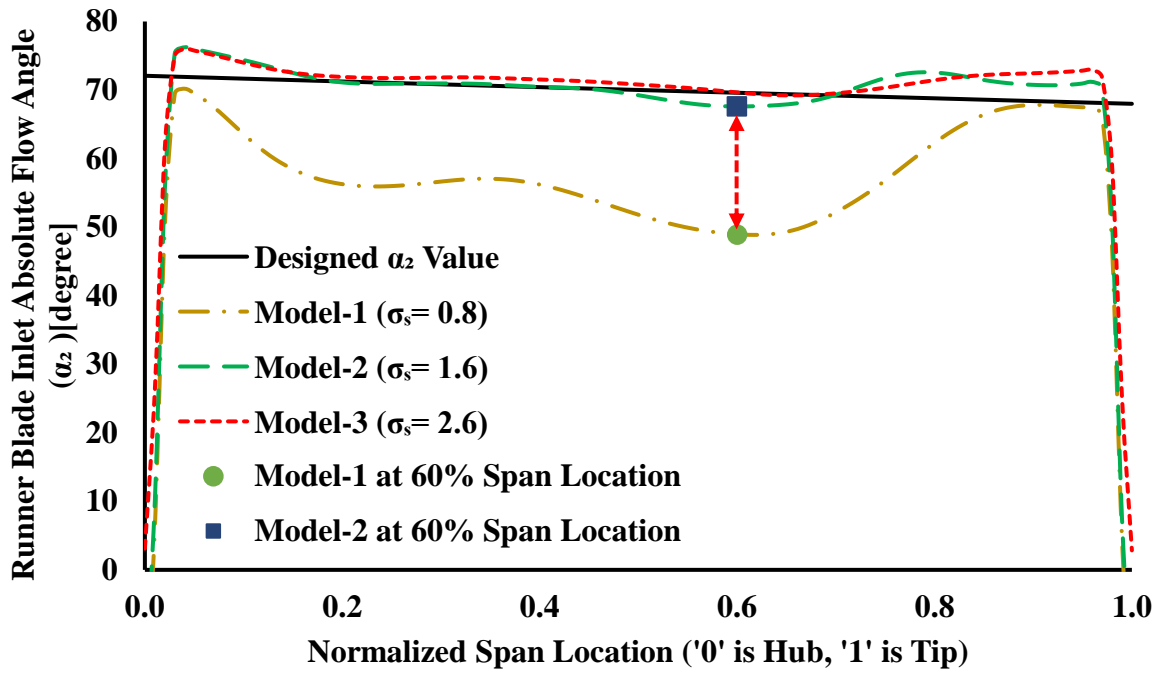 Runner Blade Inlet Absolute Flow Angle
(α₂ )[degree]
80
70
60
50
40
30
20
10
0
Designed α₂ Value
Model-1 (σₛ= 0.8)
Model-2 (σₛ= 1.6)
Model-3 (σₛ= 2.6)
Model-1 at 60% Span Location
Model-2 at 60% Span Location
0.0 0.2 0.4 0.6 0.8 1.0
Normalized Span Location ('0' is Hub, '1' is Tip)